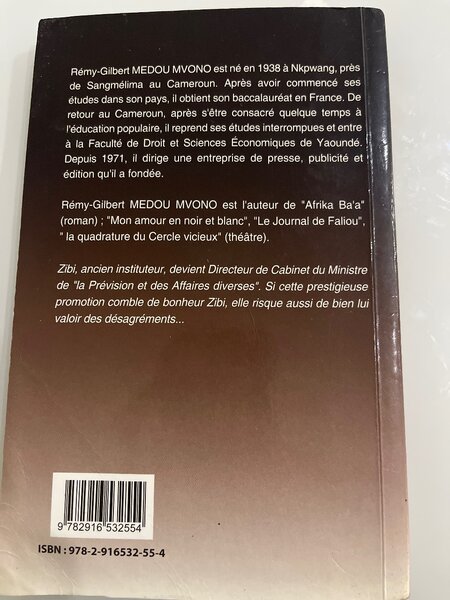 Rémy-Gilbert MEDOU MVONO est né en 1938 à Nkpwang, près
de Sangmélima au Cameroun. Après avoir commencé ses
études dans son pays, il obtient son baccalauréat en France. De
retour au Cameroun, après s'être consacré quelque temps à
l'éducation populaire, il reprend ses études interrompues et entre
à la Faculté de Droit et Sciences Économiques de Yaoundé.
Depuis 1971, il dirige une entreprise de presse, publicité et
édition qu'il a fondée.
Rémy-Gilbert MEDOU MVONO est l'auteur de "Afrika Ba'a"
(roman) ; "Mon amour en noir et blanc", "Le Journal de Faliou",
" la quadrature du Cercle vicieux" (théâtre).
Zibi, ancien instituteur, devient Directeur de Cabinet du Ministre
de "la Prévision et des Affaires diverses". Si cette prestigieuse
promotion comble de bonheur Zibi, elle risque aussi de bien lui
valoir des désagréments...
9 782916 532554
ISBN : 978-2-916532-55-4